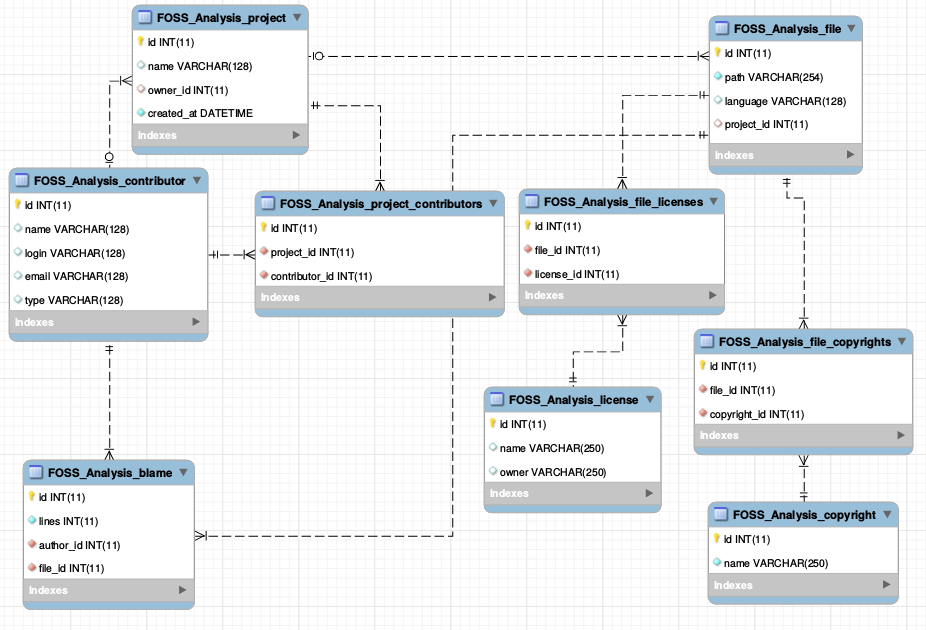 FOSS_Analysis_project
id INT(11)
name VARCHAR(128)
owner_id INT(11)
created_at DATETIME
Indexes
FOSS_Analysis_file
id INT(11)
path VARCHAR(254)
language VARCHAR(128)
project_id INT(11)
Indexes
FOSS_Analysis_contributor
id INT(11)
name VARCHAR(128)
login VARCHAR(128)
email VARCHAR(128)
type VARCHAR(128)
Indexes
FOSS_Analysis_project_contributors
id INT(11)
project_id INT(11)
contributor_id INT(11)
Indexes
FOSS_Analysis_file_licenses
id INT(11)
file_id INT(11)
license_id INT(11)
Indexes
FOSS_Analysis_file_copyrights
id INT(11)
file_id INT(11)
copyright_id INT(11)
Indexes
FOSS_Analysis_license
id INT(11)
name VARCHAR(250)
owner VARCHAR(250)
Indexes
FOSS_Analysis_blame
id INT(11)
lines INT(11)
author_id INT(11)
file_id INT(11)
Indexes
FOSS_Analysis_copyright
id INT(11)
name VARCHAR(250)
Indexes